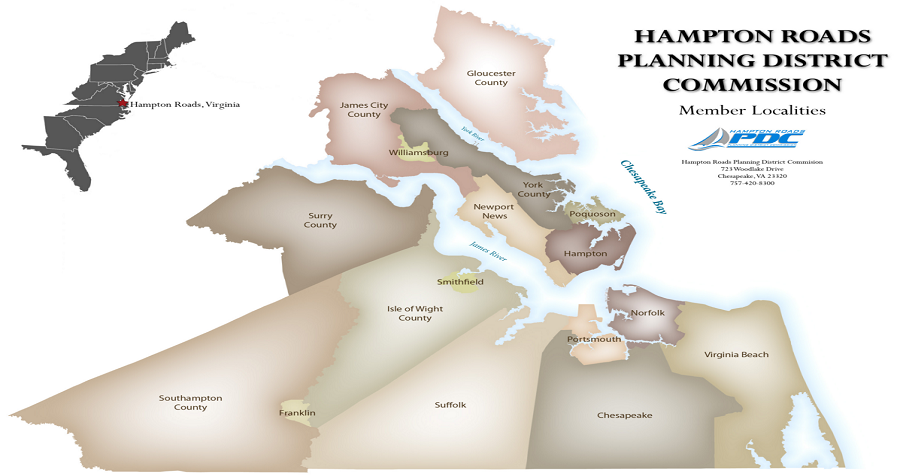 HAMPTON ROADS
PLANNING DISTRICT
COMMISSION
Member Localities
HAMPTON ROADS
PDC
Hampton Roads Planning District Commision
723 Woodlake Drive
Chesapeake, VA 23320
757-420-8300
Hampton Roads, Virginia
Gloucester
County
James City
County
York River
Williamsburg
Chesapeake Bay
York
County
Newport
News
Poquoson
Surry
County
James River
Hampton
Smithfield
Isle of Wight
County
Norfolk
Portsmouth
Virginia Beach
Southampton
County
Franklin
Suffolk
Chesapeake